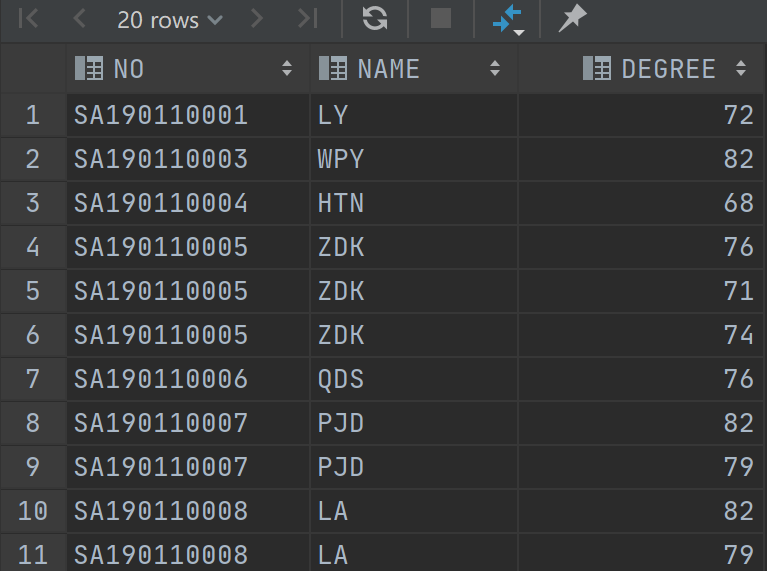 20 rows
NO NAME DEGREE
1 SA190110001 LY 72
2 SA190110003 WPY 82
3 SA190110004 HTN 68
4 SA190110005 ZDK 76
5 SA190110005 ZDK 71
6 SA190110005 ZDK 74
7 SA190110006 QDS 76
8 SA190110007 PJD 82
9 SA190110007 PJD 79
10 SA190110008 LA 82
11 SA190110008 LA 79